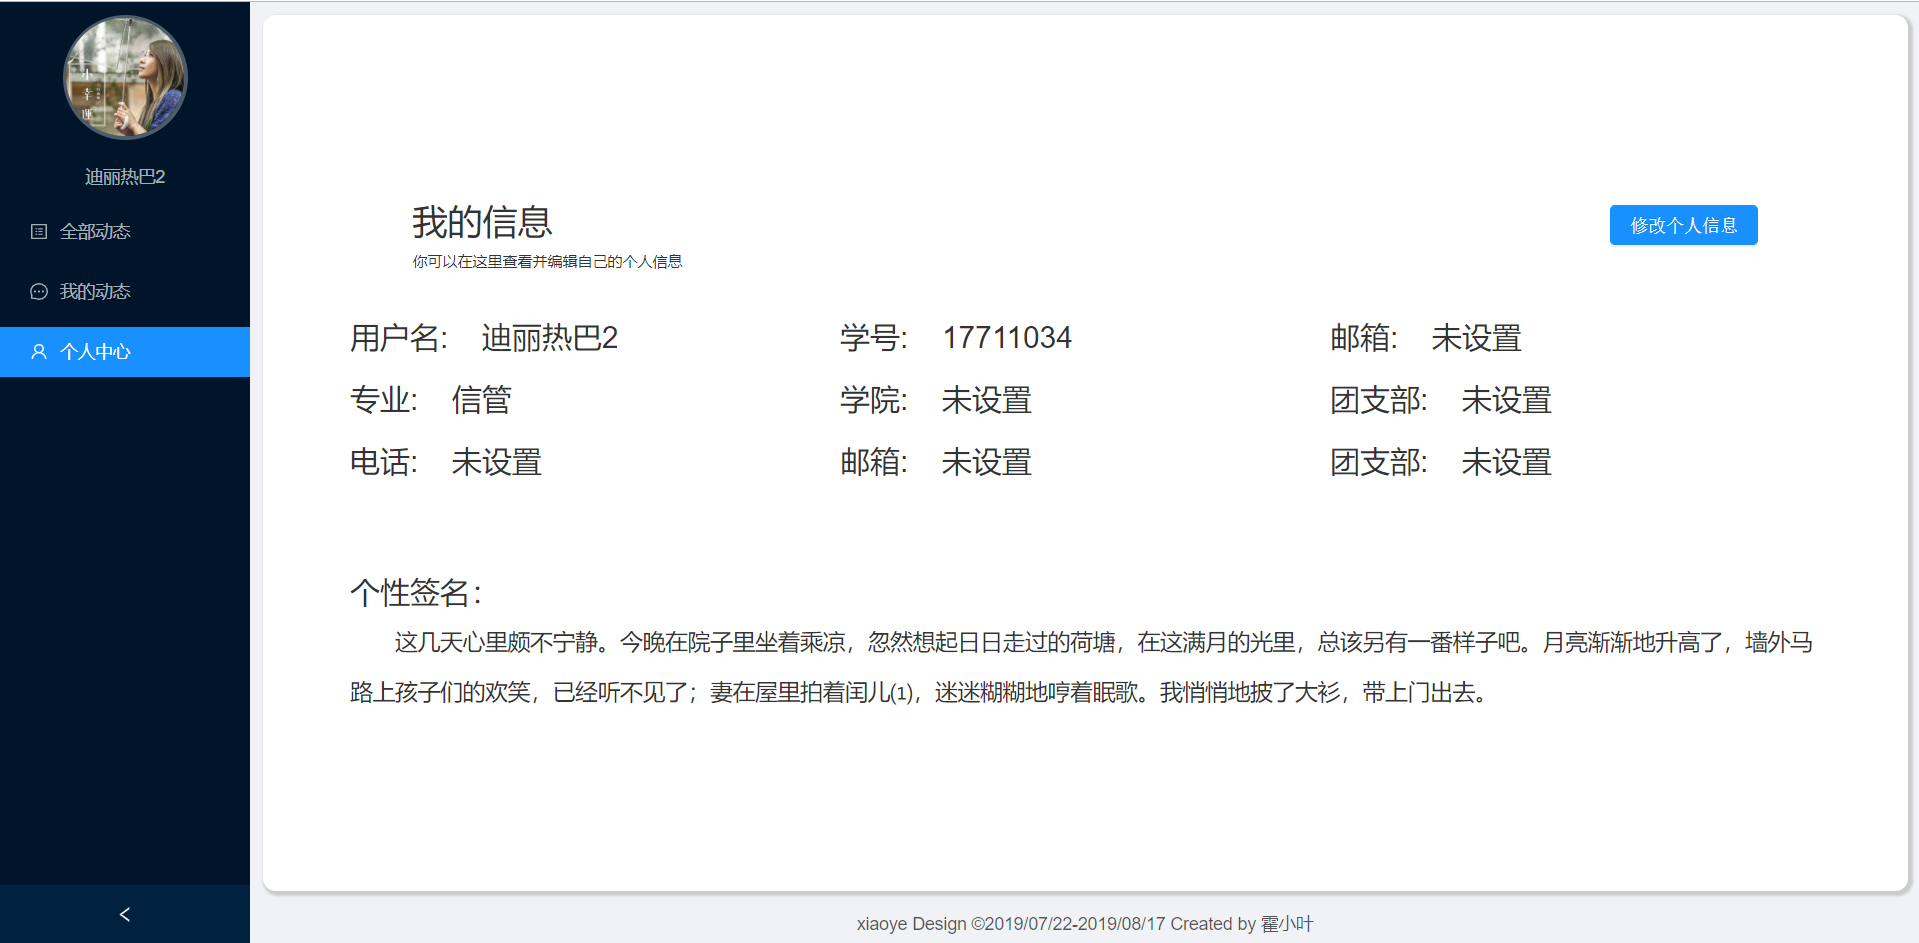 小
幸
運
迪丽热巴2
全部动态
我的动态
个人中心
我的信息
修改个人信息
你可以在这里查看并编辑自己的个人信息
用户名: 迪丽热巴2 学号: 17711034 邮箱: 未设置
专业: 信管 学院: 未设置 团支部: 未设置
电话: 未设置 邮箱: 未设置 团支部: 未设置
个性签名：
这几天心里颇不宁静。今晚在院子里坐着乘凉，忽然想起日日走过的荷塘，在这满月的光里，总该另有一番样子吧。月亮渐渐地升高了，墙外马
路上孩子们的欢笑，已经听不见了；妻在屋里拍着闰儿(1)，迷迷糊糊地哼着眠歌。我悄悄地披了大衫，带上门出去。
xiaoye Design ©2019/07/22-2019/08/17 Created by 霍小叶